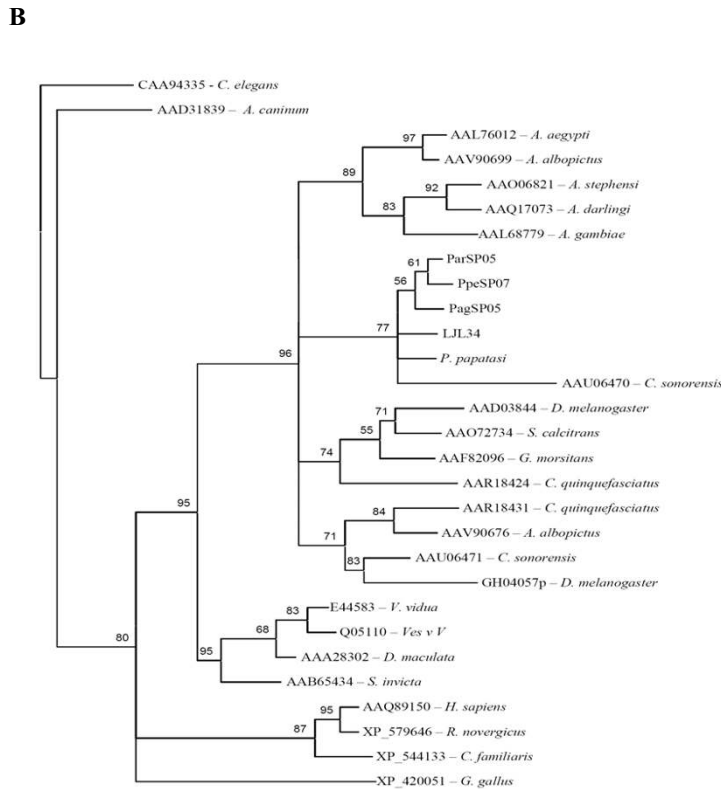 B
CAA94335 - C. elegans
AAD31839 – A. caninum
97
AAL76012 – A. aegypti
AAV90699 – A. albopictus
89
92
AAO06821 – A. stephensi
83
AAQ17073 – A. darlingi
AAL68779 – A. gambiae
61
ParSP05
56
PpeSP07
PagSP05
77
LJL34
96
P. papatasi
AAU06470 – C. sonorensis
71
AAD03844 – D. melanogaster
55
AAO72734 – S. calcitrans
74
AAF82096 – G. morsitans
AAR18424 – C. quinquefasciatus
95
84
AAR18431 – C. quinquefasciatus
71
AAV90676 – A. albopictus
83
AAU06471 – C. sonorensis
GH04057p – D. melanogaster
83
E44583 – V. vidua
80
68
Q05110 – Ves v V
95
AAA28302 – D. maculata
AAB65434 – S. invicta
95
AAQ89150 – H. sapiens
87
XP_579646 – R. novergicus
XP_544133 – C. familiaris
XP_420051 – G. gallus